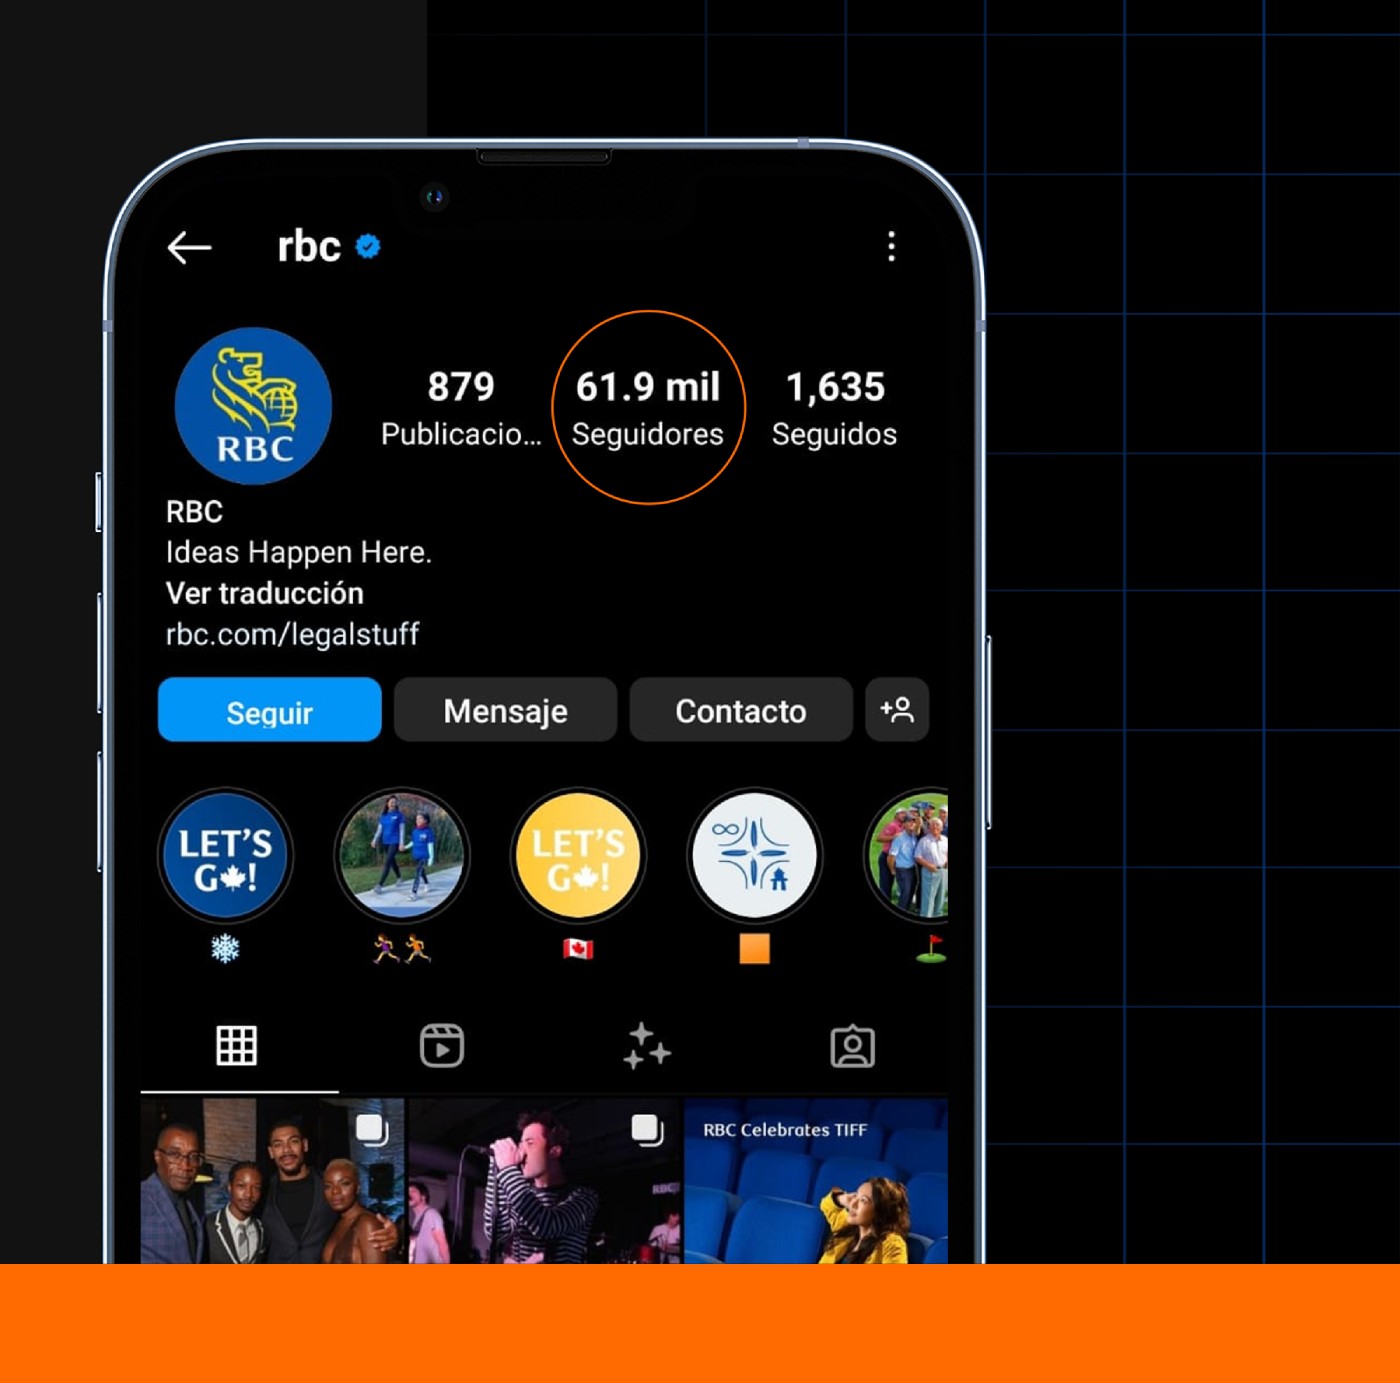 rbc
RBC
879
Publicacio...
61.9 mil
Seguidores
1,635
Seguidos
RBC
Ideas Happen Here.
Ver traducción
rbc.com/legalstuff
Seguir
Mensaje
Contacto
LET'S
GO!
LET'S
GO!
RBC
RBC Celebrates TIFF